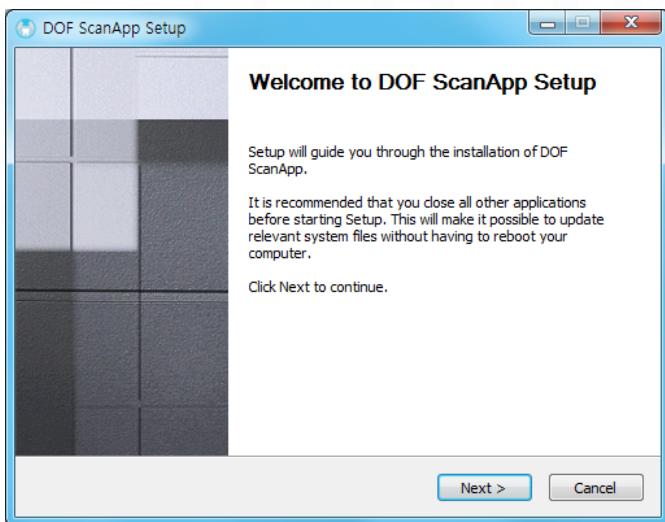 DOF ScanApp Setup
Welcome to DOF ScanApp Setup
Setup will guide you through the installation of DOF
ScanApp.
It is recommended that you close all other applications
before starting Setup. This will make it possible to update
relevant system files without having to reboot your
computer.
Click Next to continue.
Next >
Cancel